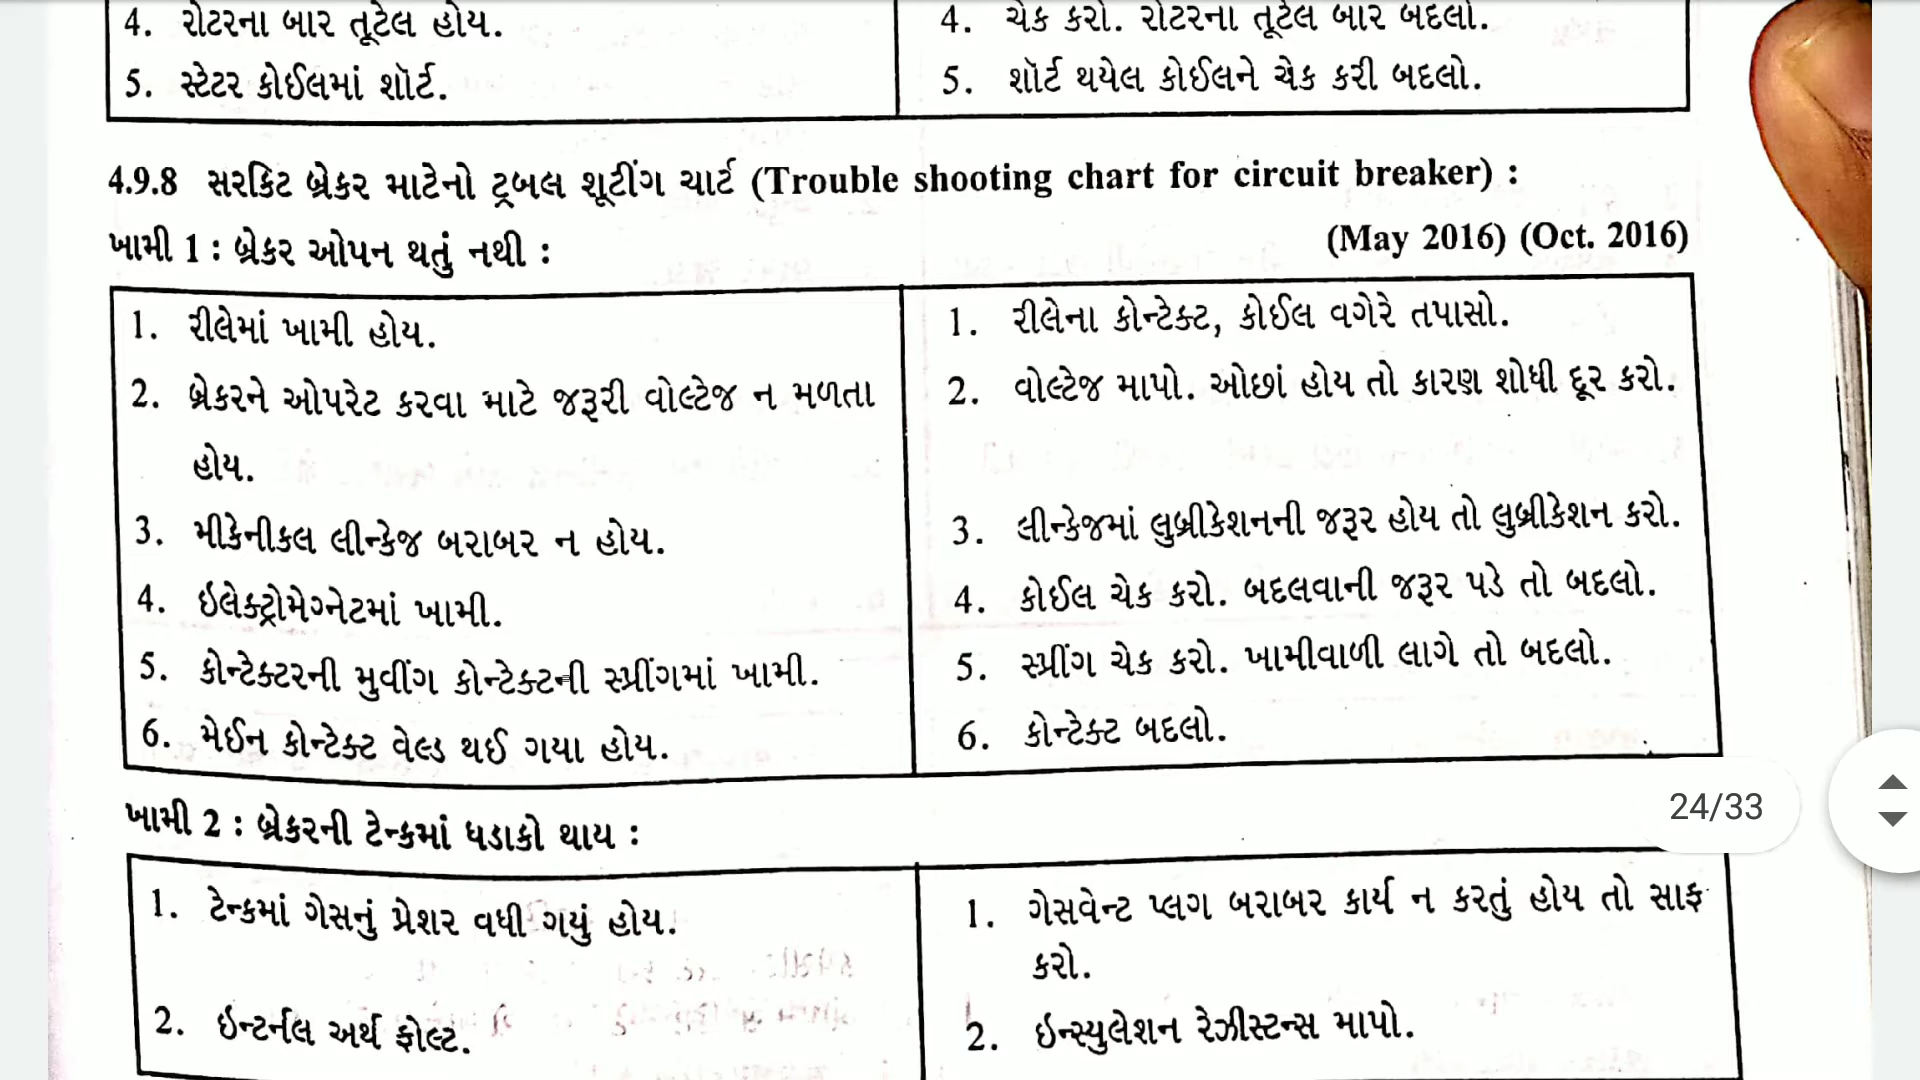 4. રોટરના બાર તૂટેલ હોય.
4. ચેક કરો. રોટરના તૂટેલ બાર બદલો.
5. સ્ટેટર કોઈલમાં શૉર્ટ.
5. શૉર્ટ થયેલ કોઈલને ચેક કરી બદલો.
4.9.8 સરકિટ બ્રેકર માટેનો ટ્રબલ શૂટીંગ ચાર્ટ (Trouble shooting chart for circuit breaker) :
ખામી 1 : બ્રેકર ઓપન થતું નથી :
(May 2016) (Oct. 2016)
1. રીલેમાં ખામી હોય.
1. રીલેના કોન્ટેક્ટ, કોઈલ વગેરે તપાસો.
2. બ્રેકરને ઓપરેટ કરવા માટે જરૂરી વોલ્ટેજ ન મળતા
હોય.
2. વોલ્ટેજ માપો. ઓછાં હોય તો કારણ શોધી દૂર કરો.
3. મીકેનીકલ લીન્કેજ બરાબર ન હોય.
3. લીન્કેજમાં લુબ્રીકેશનની જરૂર હોય તો લુબ્રીકેશન કરો.
4. ઇલેક્ટ્રોમેગ્નેટમાં ખામી.
4. કોઈલ ચેક કરો. બદલવાની જરૂર પડે તો બદલો.
5. કોન્ટેક્ટરની મુવીંગ કોન્ટેક્ટની સ્પ્રીંગમાં ખામી.
5. સ્પ્રીંગ ચેક કરો. ખામીવાળી લાગે તો બદલો.
6. મેઈન કોન્ટેક્ટ વેલ્ડ થઈ ગયા હોય.
6. કોન્ટેક્ટ બદલો.
24/33
ખામી 2 : બ્રેકરની ટેન્કમાં ધડાકો થાય :
1. ટેન્કમાં ગેસનું પ્રેશર વધી ગયું હોય.
1. ગેસવેન્ટ પ્લગ બરાબર કાર્ય ન કરતું હોય તો સાફ
કરો.
2. ઇન્ટર્નલ અર્થ ફોલ્ટ.
2. ઇન્સ્યુલેશન રેઝીસ્ટન્સ માપો.